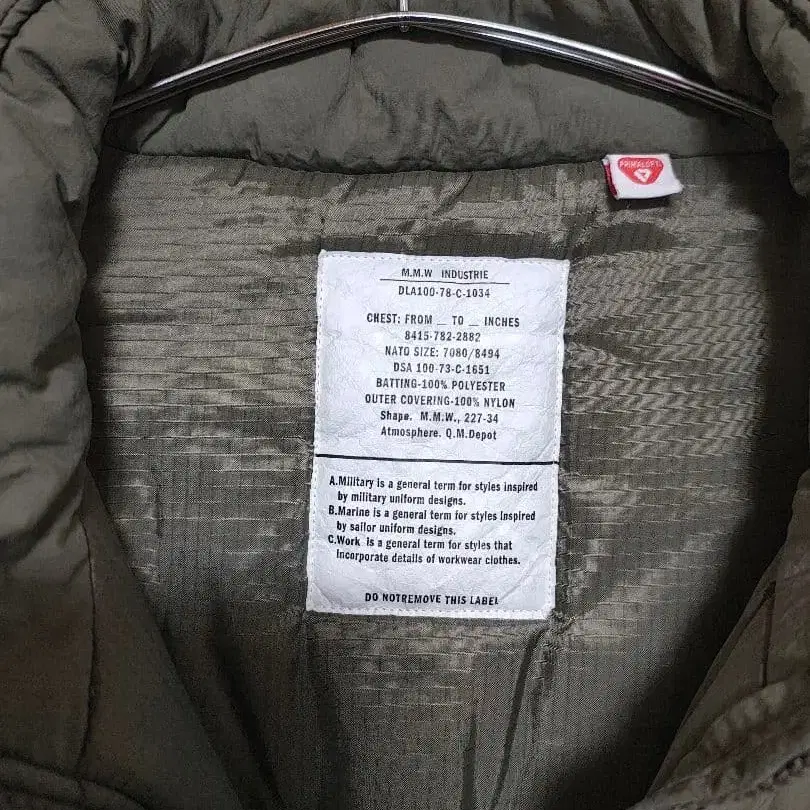 PRIMALOFT
M.M.W INDUSTRIE
DLA100-78-C-1034
CHEST: FROM _ TO _ INCHES
8415-782-2882
NATO SIZE: 7080/8494
DSA 100-73-C-1651
BATTING-100% POLYESTER
OUTER COVERING-100% NYLON
Shape. M.M.W., 227-34
Atmosphere. Q.M.Depot
A.Military is a general term for styles inspired
by military uniform designs.
B.Marine is a general term for styles inspired
by sailor uniform designs.
C.Work is a general term for styles that
incorporate details of workwear clothes.
DO NOTREMOVE THIS LABEL